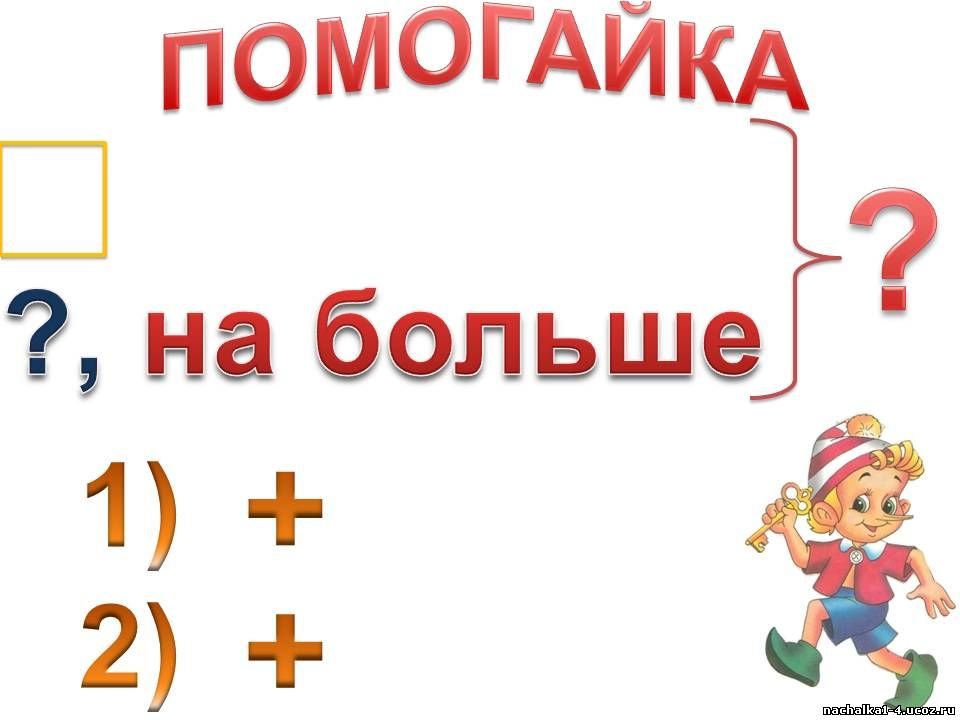 ПОМОГАЙКА
?
?, на больше
1) +
2) +
nachalka1-4.ucoz.ru